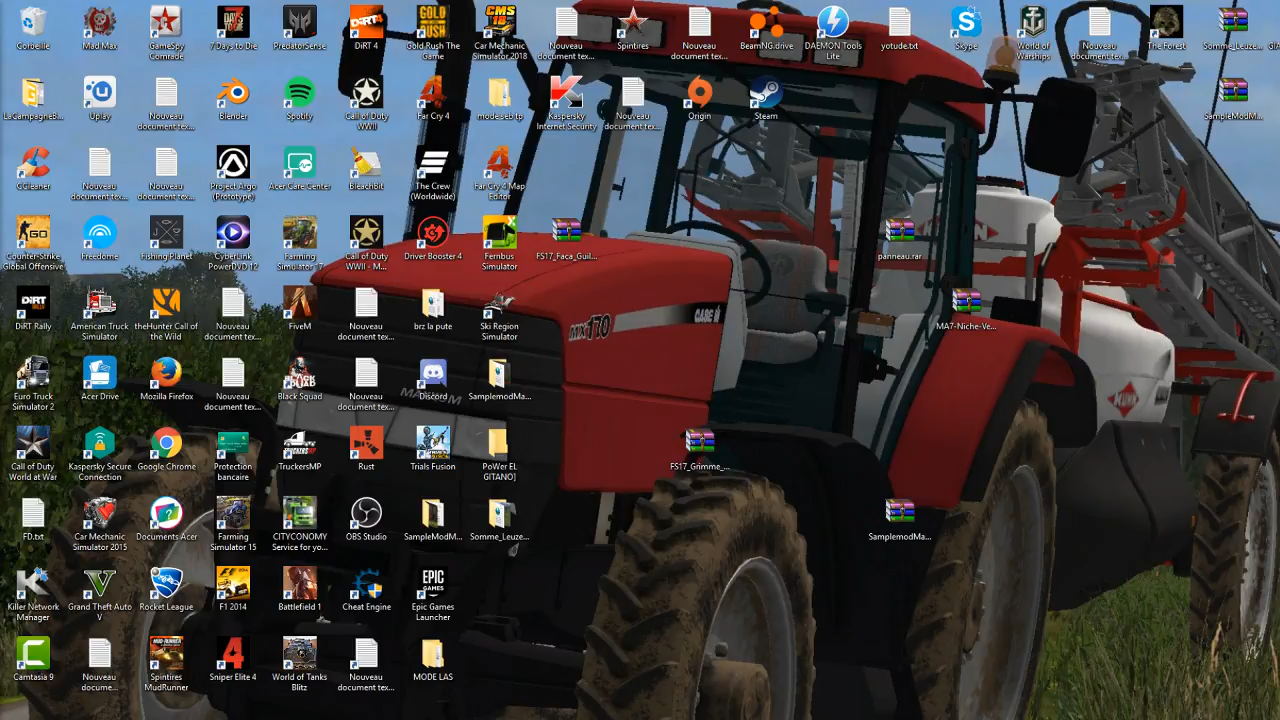 Corbeille
Mad Max
GameSpy
Comrade
7 Days to Die
PredatorSense
DiRT 4
Gold Rush The
Game
Car Mechanic
Simulator 2018
Nouveau
document tex...
Spintires
Nouveau
document tex...
BeamNG.drive
DAEMON Tools
Lite
yotude.txt
Skype
World of
Warships
Nouveau
document tex...
The Forest
Somme_Leuze...
LaCampagneB...
Uplay
Nouveau
document tex...
Blender
Spotify
Call of Duty
WWII
Far Cry 4
mode seb tp
Kaspersky
Internet Security
Nouveau
document tex...
Origin
Steam
SampleModM...
CCleaner
Nouveau
document tex...
Nouveau
document tex...
Project Argo
(Prototype)
Acer Care Center
BleachBit
The Crew
(Worldwide)
Far Cry 4 Map
Editor
Counter-Strike
Global Offensive
Freedome
Fishing Planet
CyberLink
PowerDVD 12
Farming
Simulator 17
Call of Duty
WWII - M...
Driver Booster 4
Fernbus
Simulator
FS17_Faca_Guil...
panneau.rar
DiRT Rally
American Truck
Simulator
theHunter Call of
the Wild
Nouveau
document tex...
FiveM
Nouveau
document tex...
brz la pute
Ski Region
Simulator
MA7-Niche-Ve...
MX170
CASE
Euro Truck
Simulator 2
Acer Drive
Mozilla Firefox
Nouveau
document tex...
Black Squad
Nouveau
document tex...
Discord
SamplemodMa...
KUHN
Call of Duty
World at War
Kaspersky Secure
Connection
Google Chrome
Protection
bancaire
TruckersMP
Rust
Trials Fusion
PoWer EL
GITANO]
FS17_Grimme_...
FD.txt
Car Mechanic
Simulator 2015
Documents Acer
Farming
Simulator 15
CITYCONOMY
Service for yo...
OBS Studio
SampleModM...
Somme_Leuze...
SamplemodMa...
Killer Network
Manager
Grand Theft Auto
V
Rocket League
F1 2014
Battlefield 1
Cheat Engine
Epic Games
Launcher
Camtasia 9
Nouveau
docume...
Spintires
MudRunner
Sniper Elite 4
World of Tanks
Blitz
Nouveau
document tex...
MODE LAS